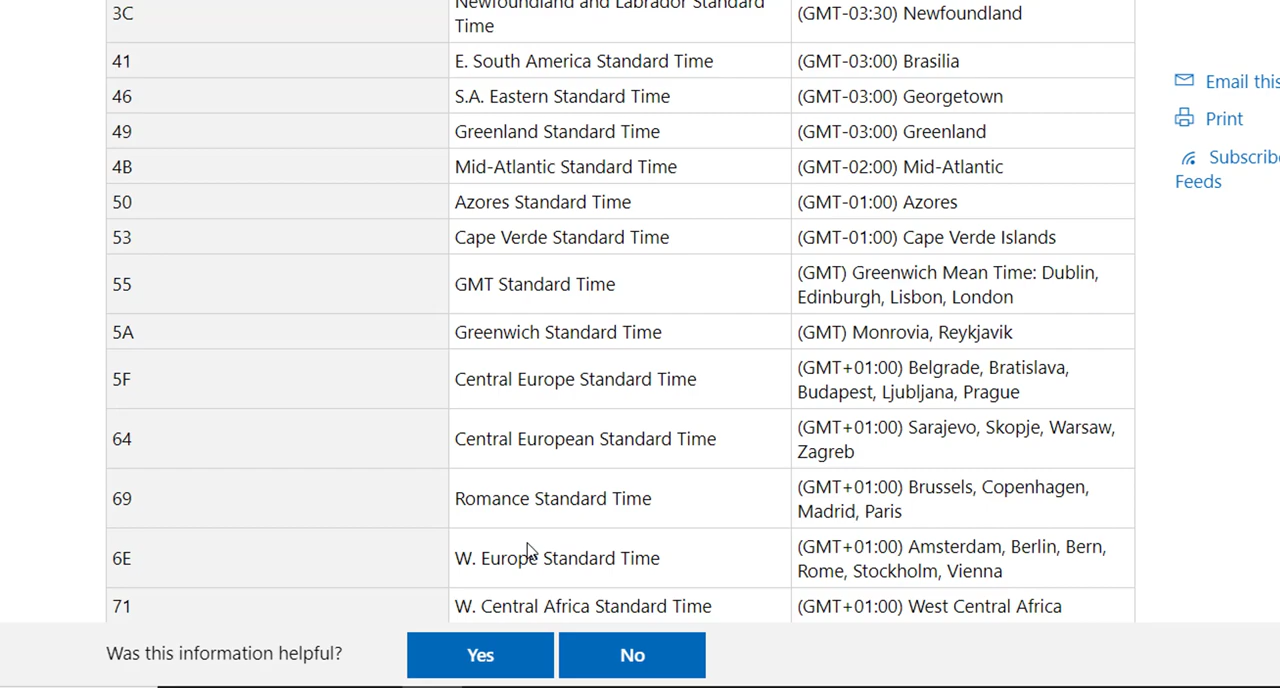 Newfoundland and Labrador Standard
3C
Time
(GMT-03:30) Newfoundland
41
E. South America Standard Time
(GMT-03:00) Brasilia
46
S.A. Eastern Standard Time
(GMT-03:00) Georgetown
49
Greenland Standard Time
(GMT-03:00) Greenland
4B
Mid-Atlantic Standard Time
(GMT-02:00) Mid-Atlantic
50
Azores Standard Time
(GMT-01:00) Azores
53
Cape Verde Standard Time
(GMT-01:00) Cape Verde Islands
55
GMT Standard Time
(GMT) Greenwich Mean Time: Dublin,
Edinburgh, Lisbon, London
5A
Greenwich Standard Time
(GMT) Monrovia, Reykjavik
5F
Central Europe Standard Time
(GMT+01:00) Belgrade, Bratislava,
Budapest, Ljubljana, Prague
64
Central European Standard Time
(GMT+01:00) Sarajevo, Skopje, Warsaw,
Zagreb
69
Romance Standard Time
(GMT+01:00) Brussels, Copenhagen,
Madrid, Paris
6E
W. Europe Standard Time
(GMT+01:00) Amsterdam, Berlin, Bern,
Rome, Stockholm, Vienna
71
W. Central Africa Standard Time
(GMT+01:00) West Central Africa
Email this
Print
Subscribe
Feeds
Was this information helpful?
Yes
No